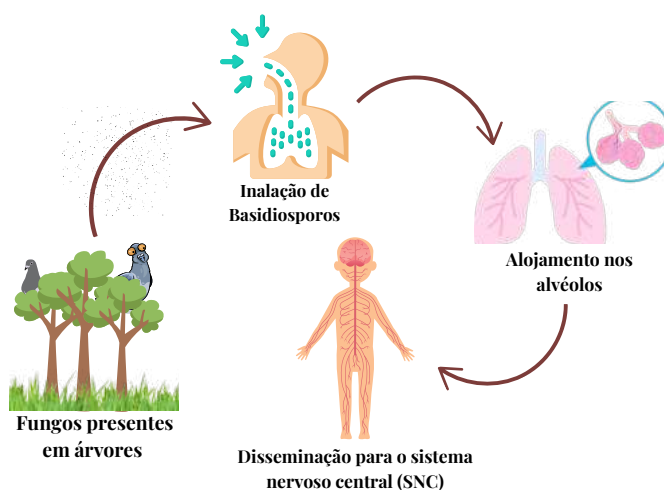 Inalação de
Basidiosporos
Alojamento nos
alvéolos
Fungos presentes
em árvores
Disseminação para o sistema
nervoso central (SNC)